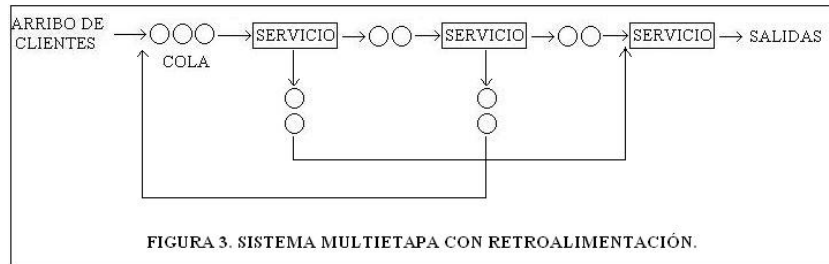 ARRIBO DE
CLIENTES
COLA
SERVICIO
SERVICIO
SERVICIO
SALIDAS
FIGURA 3. SISTEMA MULTIETAPA CON RETROALIMENTACIÓN.